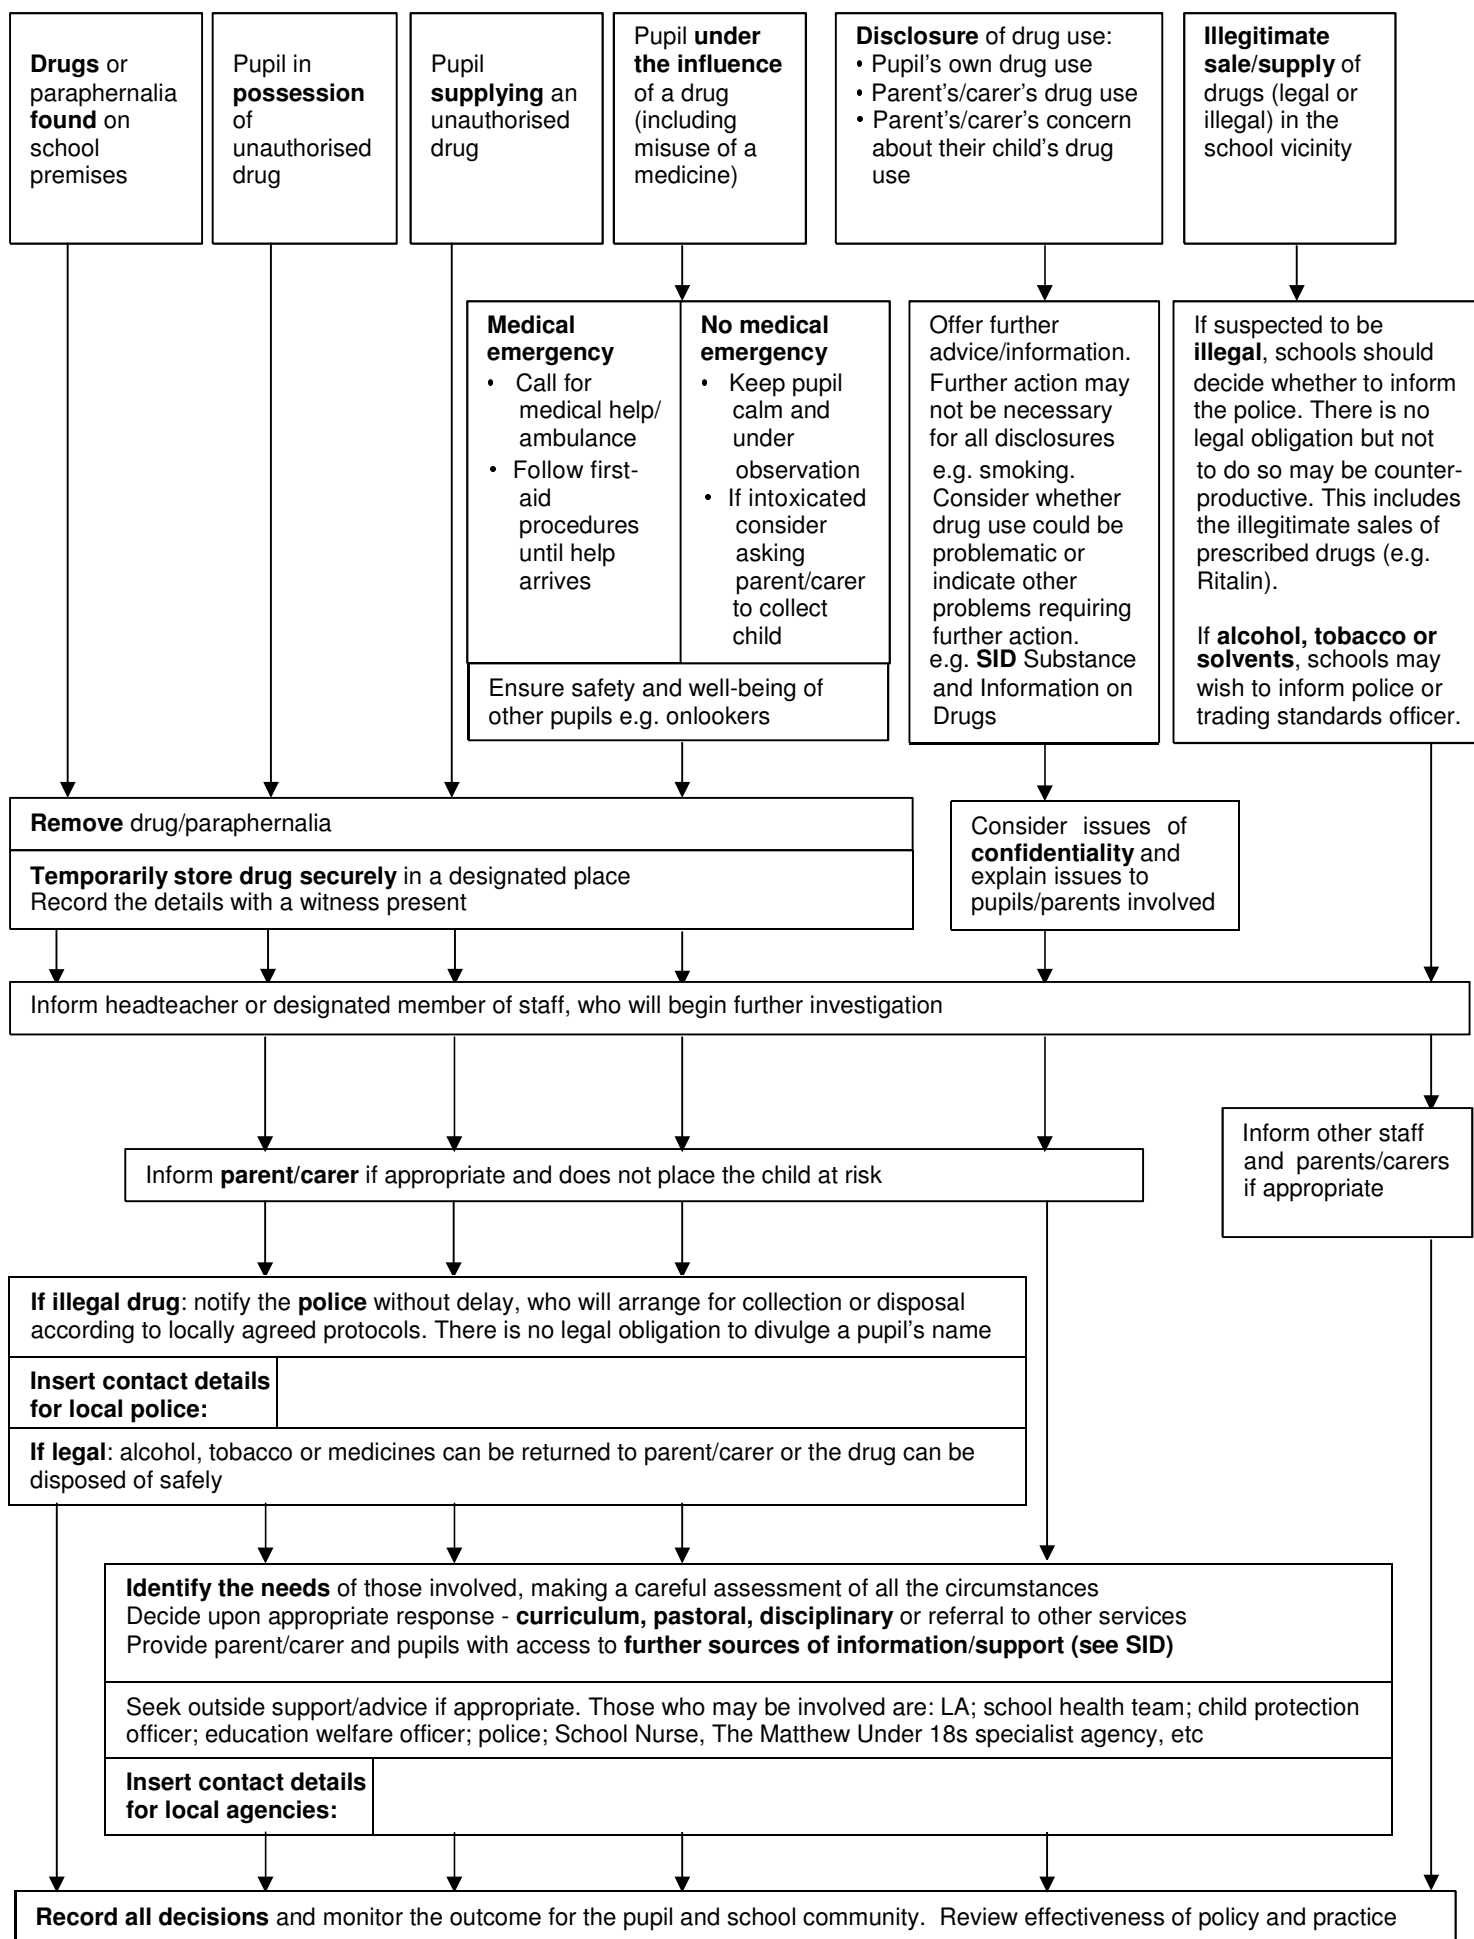 Drugs or
paraphernalia
found on
school
premises
Pupil in
possession
of
unauthorised
drug
Pupil
supplying an
unauthorised
drug
Pupil under
the influence
of a drug
(including
misuse of a
medicine)
Disclosure of drug use:
• Pupil's own drug use
• Parent's/carer's drug use
• Parent's/carer's concern
about their child's drug
use
Illegitimate
sale/supply of
drugs (legal or
illegal) in the
school vicinity
Medical
emergency
• Call for
medical help/
ambulance
• Follow first-
aid
procedures
until help
arrives
No medical
emergency
• Keep pupil
calm and
under
observation
• If intoxicated
consider
asking
parent/carer
to collect
child
Ensure safety and well-being of
other pupils e.g. onlookers
Offer further
advice/information.
Further action may
not be necessary
for all disclosures
e.g. smoking.
Consider whether
drug use could be
problematic or
indicate other
problems requiring
further action.
e.g. SID Substance
and Information on
Drugs
If suspected to be
illegal, schools should
decide whether to inform
the police. There is no
legal obligation but not
to do so may be counter-
productive. This includes
the illegitimate sales of
prescribed drugs (e.g.
Ritalin).
If alcohol, tobacco or
solvents, schools may
wish to inform police or
trading standards officer.
Remove drug/paraphernalia
Temporarily store drug securely in a designated place
Record the details with a witness present
Consider issues of
confidentiality and
explain issues to
pupils/parents involved
Inform headteacher or designated member of staff, who will begin further investigation
Inform parent/carer if appropriate and does not place the child at risk
Inform other staff
and parents/carers
if appropriate
If illegal drug: notify the police without delay, who will arrange for collection or disposal
according to locally agreed protocols. There is no legal obligation to divulge a pupil's name
Insert contact details
for local police:
If legal: alcohol, tobacco or medicines can be returned to parent/carer or the drug can be
disposed of safely
Identify the needs of those involved, making a careful assessment of all the circumstances
Decide upon appropriate response - curriculum, pastoral, disciplinary or referral to other services
Provide parent/carer and pupils with access to further sources of information/support (see SID)
Seek outside support/advice if appropriate. Those who may be involved are: LA; school health team; child protection
officer; education welfare officer; police; School Nurse, The Matthew Under 18s specialist agency, etc
Insert contact details
for local agencies:
Record all decisions and monitor the outcome for the pupil and school community. Review effectiveness of policy and practice